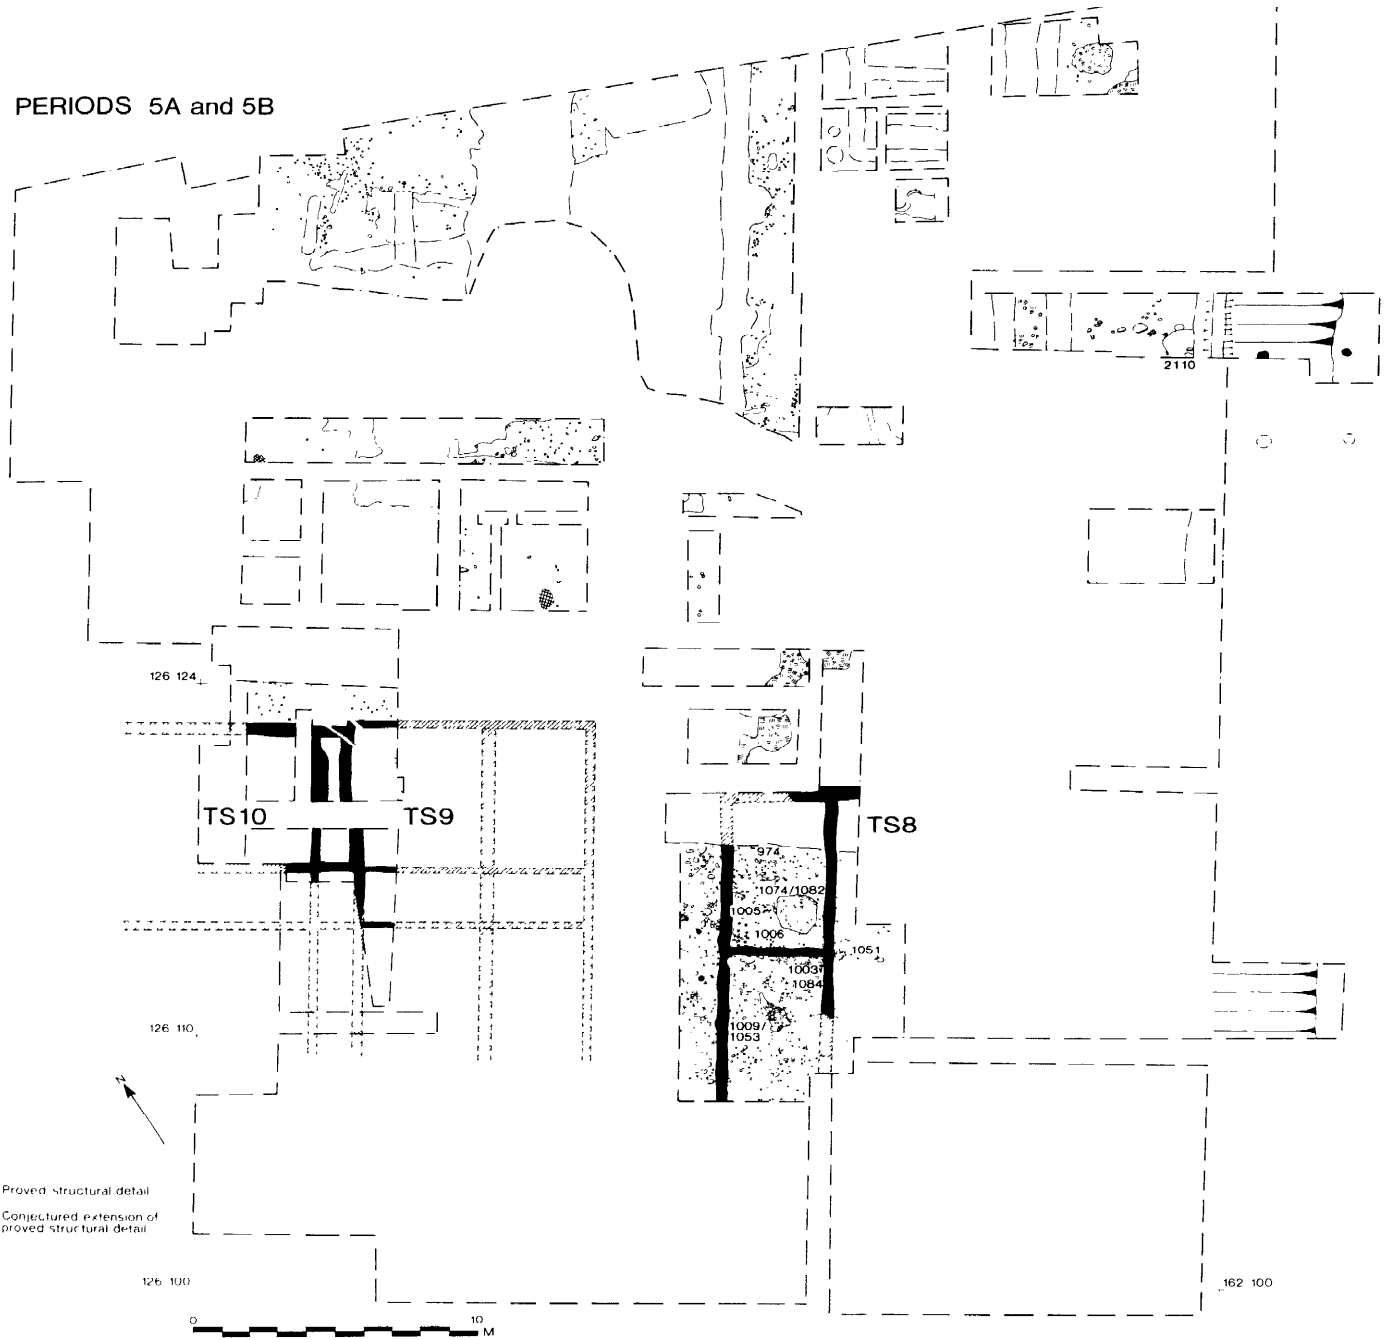 PERIODS 5A and 5B
2110
126 124
TS10
TS9
TS8
974
1074/1082
1005
1006
1051
1003
1084
1009/
1053
126 110
N
Proved structural detail
Conjectured extension of
proved structural detail
126 100
162 100
0
10
M